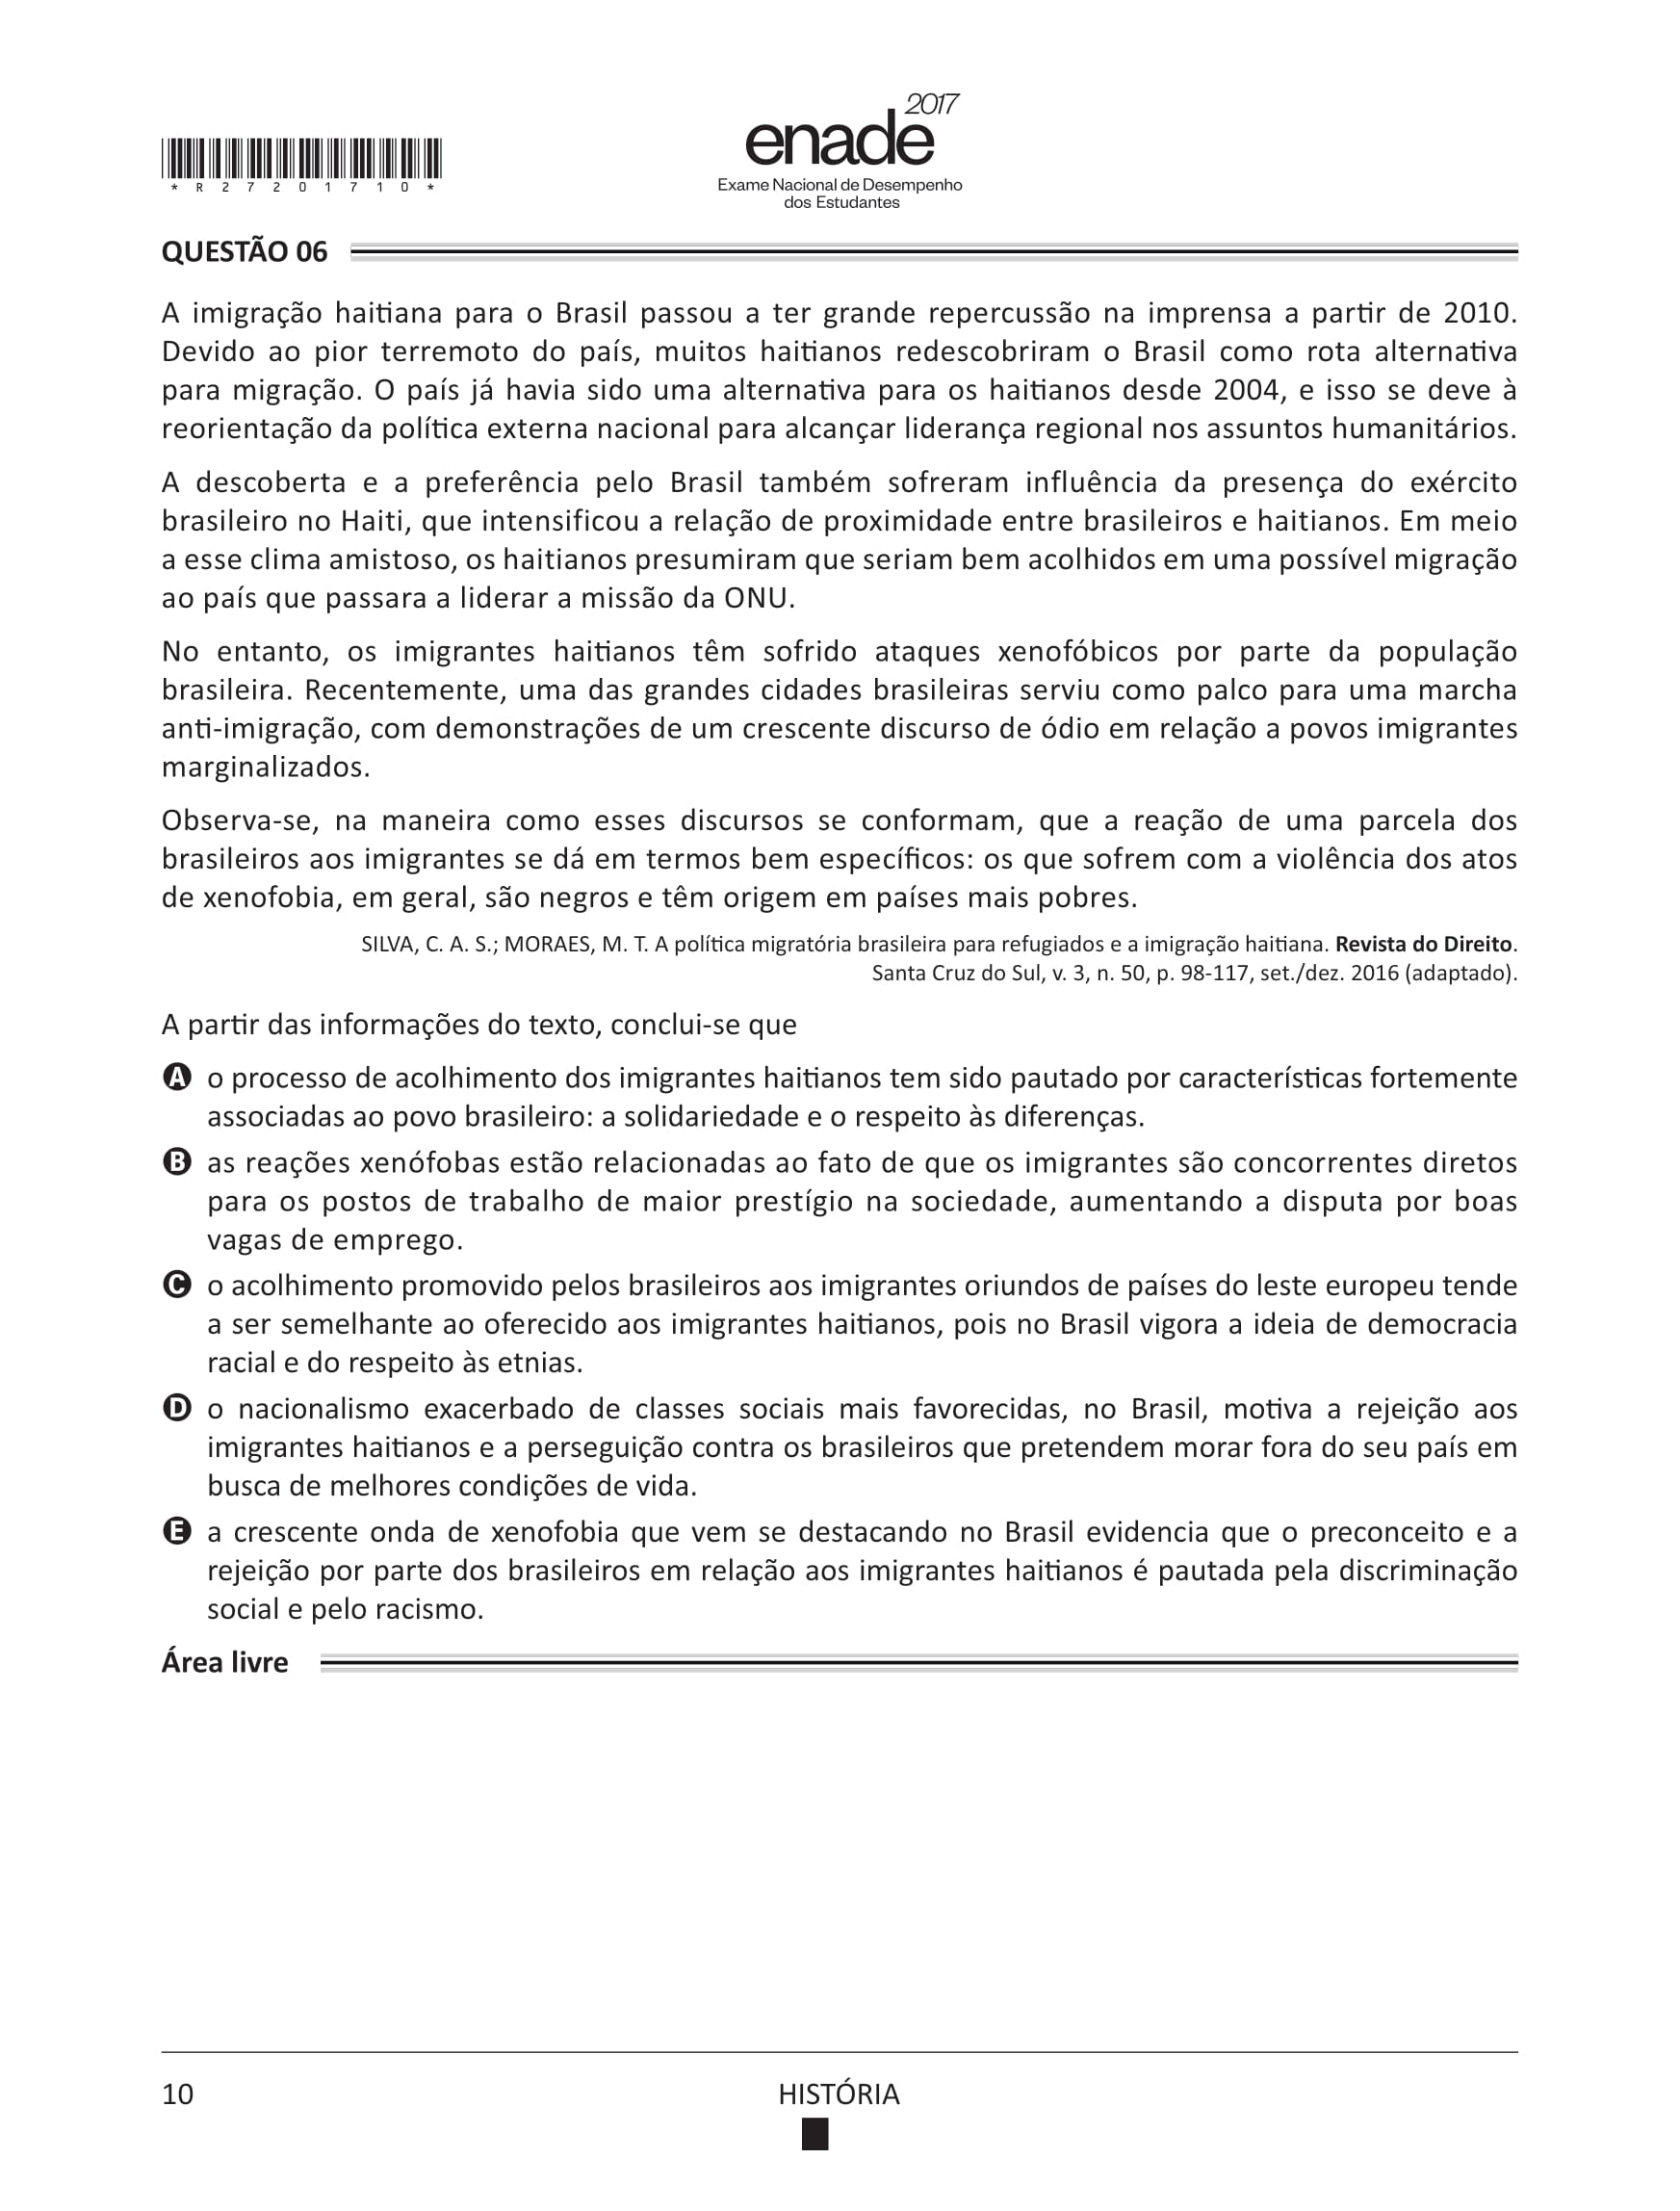 2017
enade
Exame Nacional de Desempenho
dos Estudantes
* R 2 7 2 0 1 7 1 0 *
QUESTÃO 06
A imigração haitiana para o Brasil passou a ter grande repercussão na imprensa a partir de 2010.
Devido ao pior terremoto do país, muitos haitianos redescobriram o Brasil como rota alternativa
para migração. O país já havia sido uma alternativa para os haitianos desde 2004, e isso se deve à
reorientação da política externa nacional para alcançar liderança regional nos assuntos humanitários.
A descoberta e a preferência pelo Brasil também sofreram influência da presença do exército
brasileiro no Haiti, que intensificou a relação de proximidade entre brasileiros e haitianos. Em meio
a esse clima amistoso, os haitianos presumiram que seriam bem acolhidos em uma possível migração
ao país que passara a liderar a missão da ONU.
No entanto, os imigrantes haitianos têm sofrido ataques xenofóbicos por parte da população
brasileira. Recentemente, uma das grandes cidades brasileiras serviu como palco para uma marcha
anti-imigração, com demonstrações de um crescente discurso de ódio em relação a povos imigrantes
marginalizados.
Observa-se, na maneira como esses discursos se conformam, que a reação de uma parcela dos
brasileiros aos imigrantes se dá em termos bem específicos: os que sofrem com a violência dos atos
de xenofobia, em geral, são negros e têm origem em países mais pobres.
SILVA, C. A. S.; MORAES, M. T. A política migratória brasileira para refugiados e a imigração haitiana. Revista do Direito.
Santa Cruz do Sul, v. 3, n. 50, p. 98-117, set./dez. 2016 (adaptado).
A partir das informações do texto, conclui-se que
A o processo de acolhimento dos imigrantes haitianos tem sido pautado por características fortemente
associadas ao povo brasileiro: a solidariedade e o respeito às diferenças.
B as reações xenófobas estão relacionadas ao fato de que os imigrantes são concorrentes diretos
para os postos de trabalho de maior prestígio na sociedade, aumentando a disputa por boas
vagas de emprego.
C o acolhimento promovido pelos brasileiros aos imigrantes oriundos de países do leste europeu tende
a ser semelhante ao oferecido aos imigrantes haitianos, pois no Brasil vigora a ideia de democracia
racial e do respeito às etnias.
D o nacionalismo exacerbado de classes sociais mais favorecidas, no Brasil, motiva a rejeição aos
imigrantes haitianos e a perseguição contra os brasileiros que pretendem morar fora do seu país em
busca de melhores condições de vida.
E a crescente onda de xenofobia que vem se destacando no Brasil evidencia que o preconceito e a
rejeição por parte dos brasileiros em relação aos imigrantes haitianos é pautada pela discriminação
social e pelo racismo.
Área livre
10
HISTÓRIA